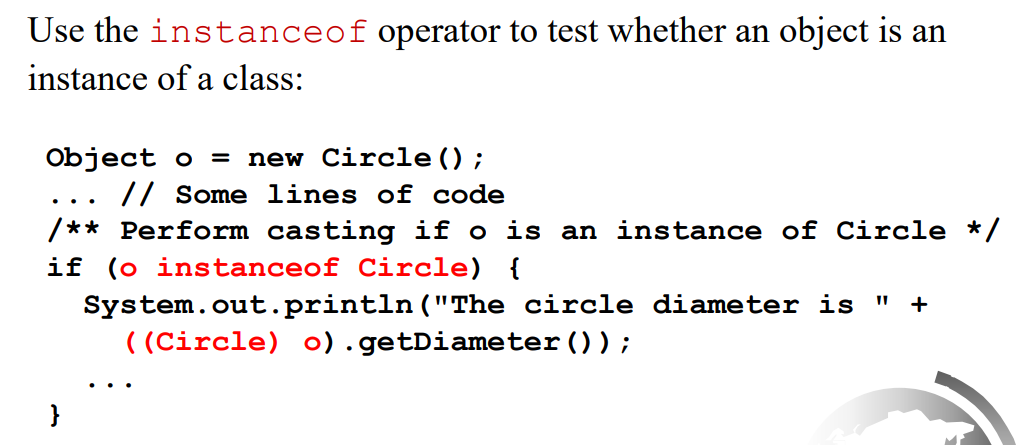 Use the instanceof operator to test whether an object is an
instance of a class:
Object o = new Circle();
... // Some lines of code
/** Perform casting if o is an instance of Circle */
if (o instanceof Circle) {
System.out.println("The circle diameter is " +
((Circle) o).getDiameter());
...
}